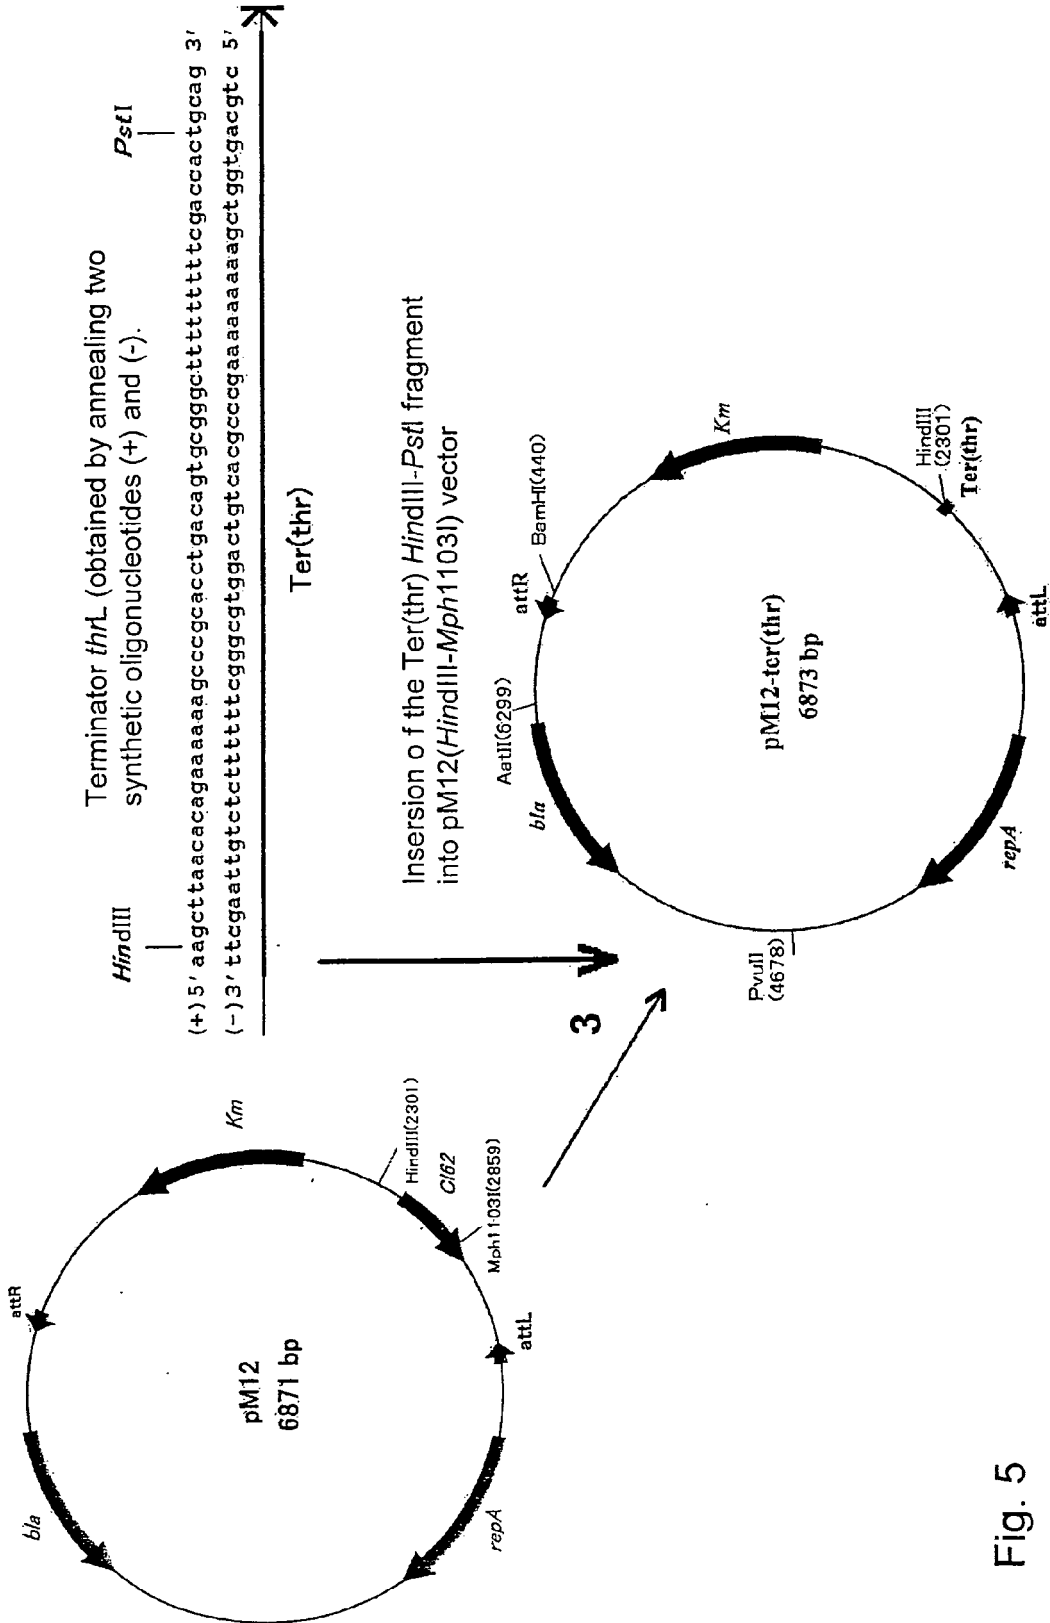 Terminator thrL (obtained by annealing two
synthetic oligonucleotides (+) and (-).
HindIII
PstI
(+)5' aagcttaacacagaaaaaagcccgcacctgacagtgcgggctttttttttcgaccactgcag 3'
(-)3' ttcgaattgtgtctcttttttcgggcgtggactgtcacgcccgaaaaaaaaagctggtgacgtc 5'
Ter(thr)
Insersion o f the Ter(thr) HindIII-PstI fragment
into pM12(HindIII-Mph1103I) vector
3
attR
Km
HindIII(2301)
CI62
Mph1103I(2859)
attL
repA
bla
pM12
6871 bp
AatII(6299)
attR
BamHI(440)
Km
HindIII
(2301)
Ter(thr)
attL
repA
PvuII
(4678)
bla
pM12-ter(thr)
6873 bp
Fig. 5